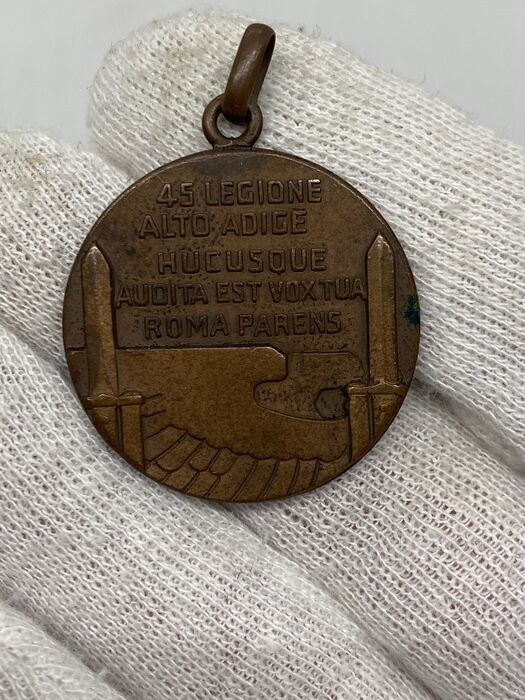 45 LEGIONE
ALTO ADIGE
HUCUSQUE
AUDITA EST VOX TUA
ROMA PARENS